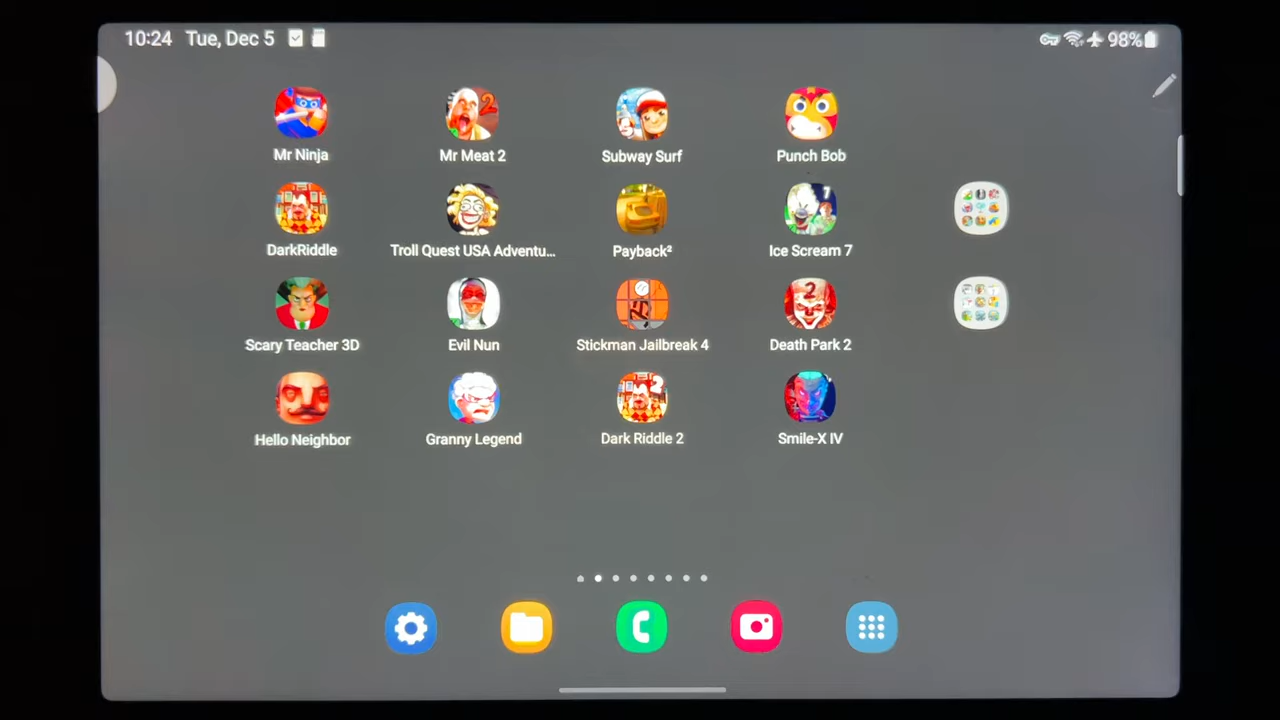 10:24 Tue, Dec 5 98%
Mr Ninja
Mr Meat 2
Subway Surf
Punch Bob
DarkRiddle
Troll Quest USA Adventu...
Payback²
Ice Scream 7
Scary Teacher 3D
Evil Nun
Stickman Jailbreak 4
Death Park 2
Hello Neighbor
Granny Legend
Dark Riddle 2
Smile-X IV